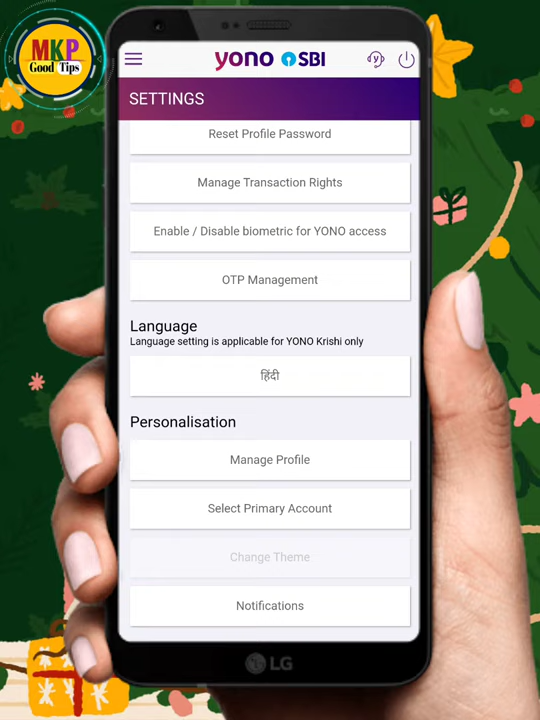 MKP
Good Tips
yono SBI
y
SETTINGS
Reset Profile Password
Manage Transaction Rights
Enable / Disable biometric for YONO access
OTP Management
Language
Language setting is applicable for YONO Krishi only
हिंदी
Personalisation
Manage Profile
Select Primary Account
Change Theme
Notifications
LG